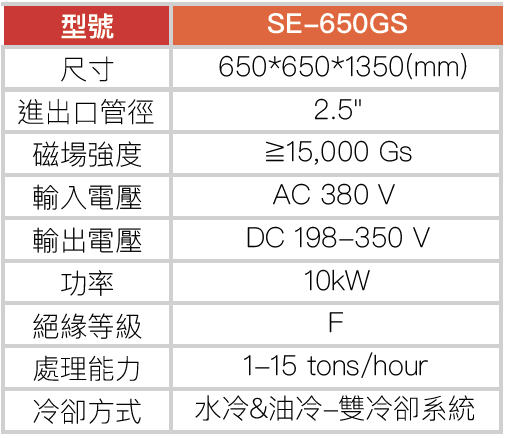 型號 SE-650GS
尺寸 650*650*1350(mm)
進出口管徑 2.5"
磁場強度 ≧15,000 Gs
輸入電壓 AC 380 V
輸出電壓 DC 198-350 V
功率 10kW
絕緣等級 F
處理能力 1-15 tons/hour
冷卻方式 水冷&油冷-雙冷卻系統